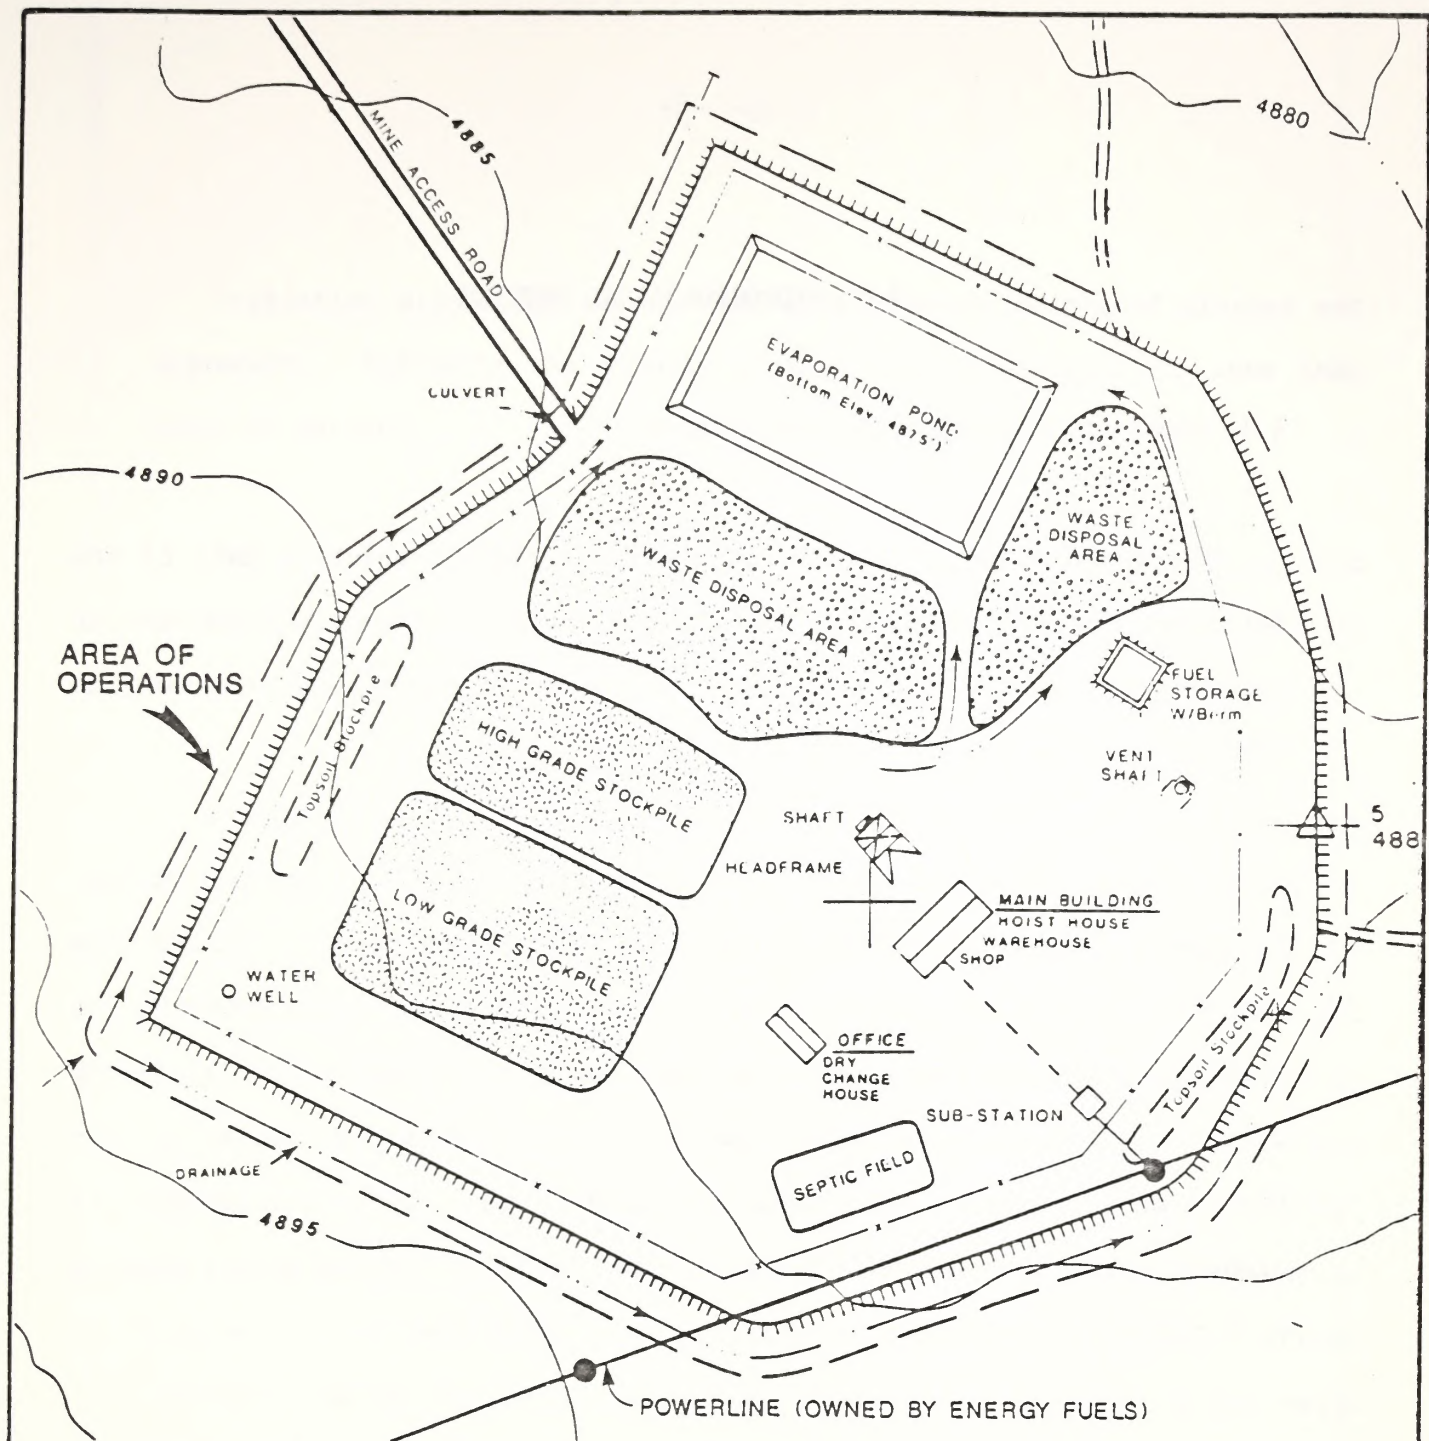 4880
4885
MINE ACCESS ROAD
CULVERT
EVAPORATION POND
(Bottom Elev. 4875')
4890
WASTE
DISPOSAL
AREA
WASTE DISPOSAL AREA
AREA OF
OPERATIONS
Topsoil Stockpile
FUEL
STORAGE
W/Berm
HIGH GRADE STOCKPILE
VENT
SHAFT
SHAFT
5
488
HEADFRAME
LOW GRADE STOCKPILE
MAIN BUILDING
HOIST HOUSE
WAREHOUSE
SHOP
WATER
WELL
Topsoil Stockpile
OFFICE
DRY
CHANGE
HOUSE
SUB-STATION
DRAINAGE
SEPTIC FIELD
4895
POWERLINE (OWNED BY ENERGY FUELS)